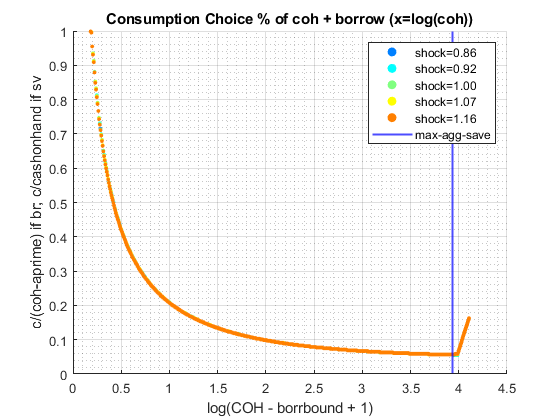 Consumption Choice % of coh + borrow (x=log(coh))
c/(coh-aprime) if br, c/cashonhand if sv
1
0.9
0.8
0.7
0.6
0.5
0.4
0.3
0.2
0.1
0
shock=0.86
shock=0.92
shock=1.00
shock=1.07
shock=1.16
max-agg-save
0 0.5 1 1.5 2 2.5 3 3.5 4 4.5
log(COH - borrbound + 1)